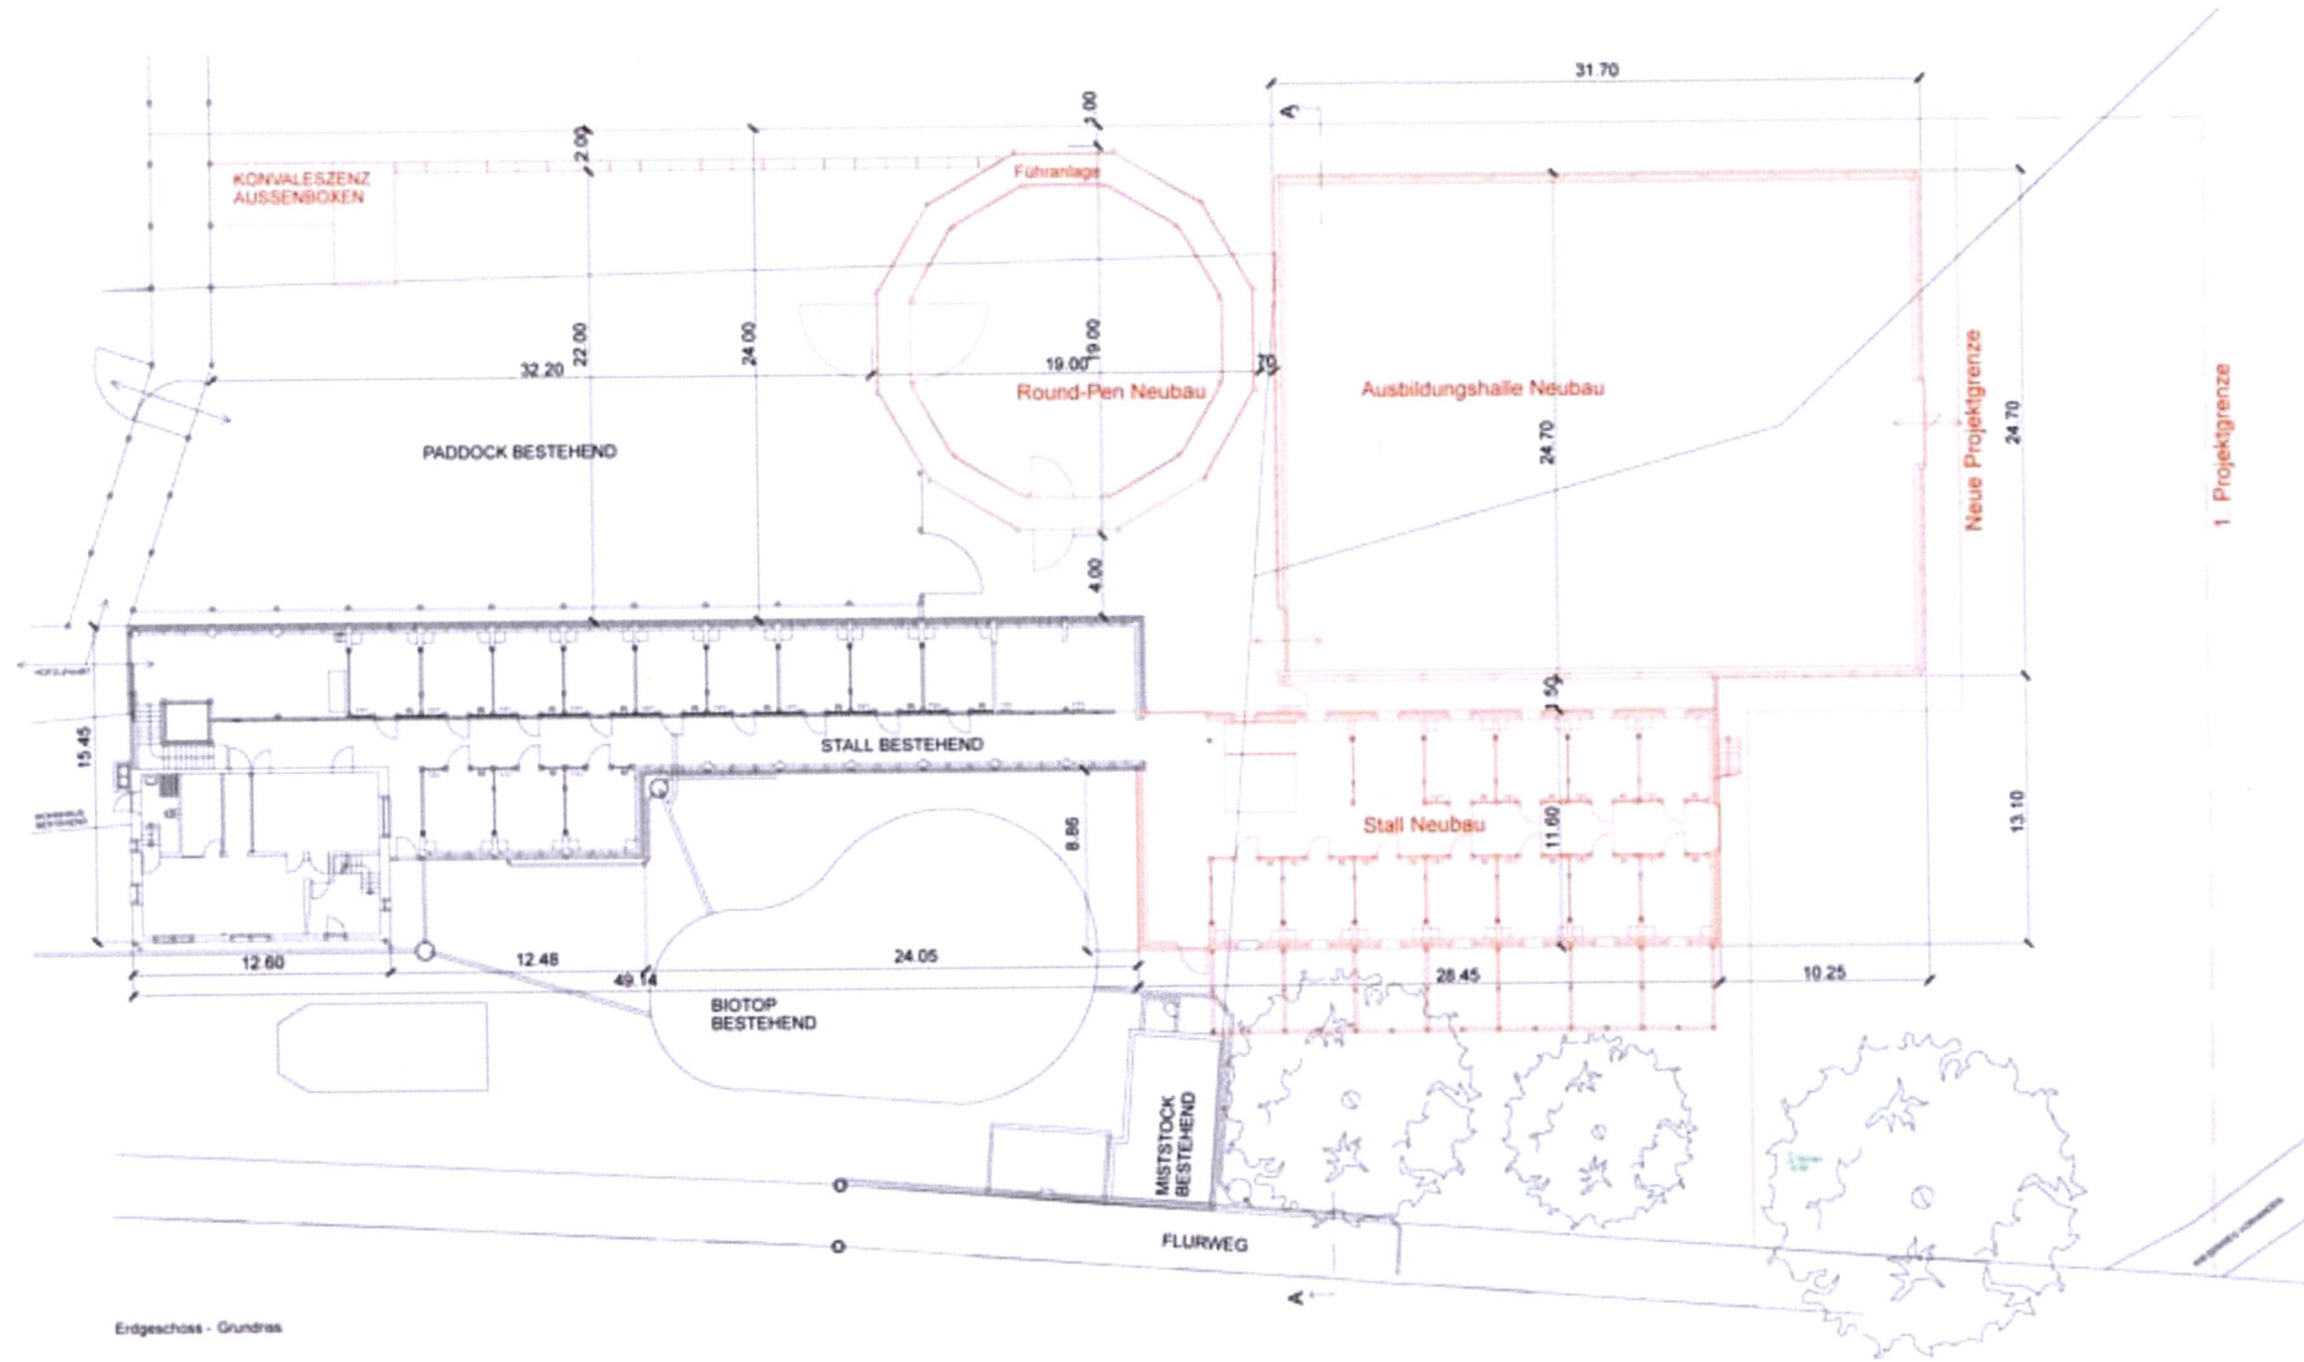 31.70
A
1.00
2.00
KONVALESZENZ
AUSSENBOXEN
Führanlage
22.00
24.00
19.00
32.20
19.00
70
Round-Pen Neubau
Ausbildungshalle Neubau
24.70
24.70
Neue Projektgrenze
1. Projektgrenze
PADDOCK BESTEHEND
4.00
1.50
15.45
STALL BESTEHEND
8.86
Stall Neubau
11.60
13.10
12.60
12.48
24.05
49.14
28.45
10.25
BIOTOP
BESTEHEND
MISTSTOCK
BESTEHEND
FLURWEG
A
Erdgeschoss - Grundriss